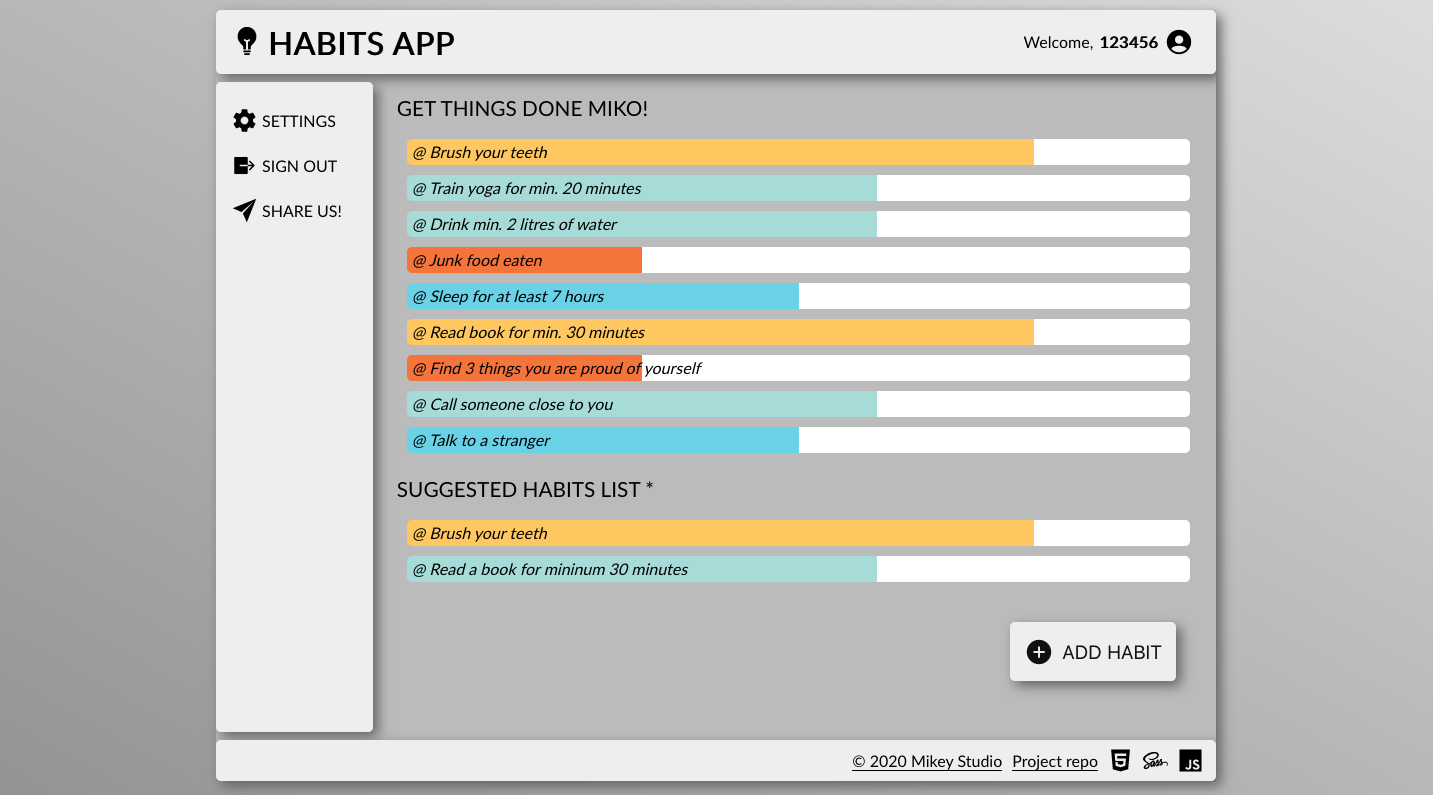 HABITS APP
Welcome, 123456
SETTINGS
SIGN OUT
SHARE US!
GET THINGS DONE MIKO!
@ Brush your teeth
@ Train yoga for min. 20 minutes
@ Drink min. 2 litres of water
@ Junk food eaten
@ Sleep for at least 7 hours
@ Read book for min. 30 minutes
@ Find 3 things you are proud of yourself
@ Call someone close to you
@ Talk to a stranger
SUGGESTED HABITS LIST *
@ Brush your teeth
@ Read a book for mininum 30 minutes
ADD HABIT
© 2020 Mikey Studio Project repo 5 Sass JS